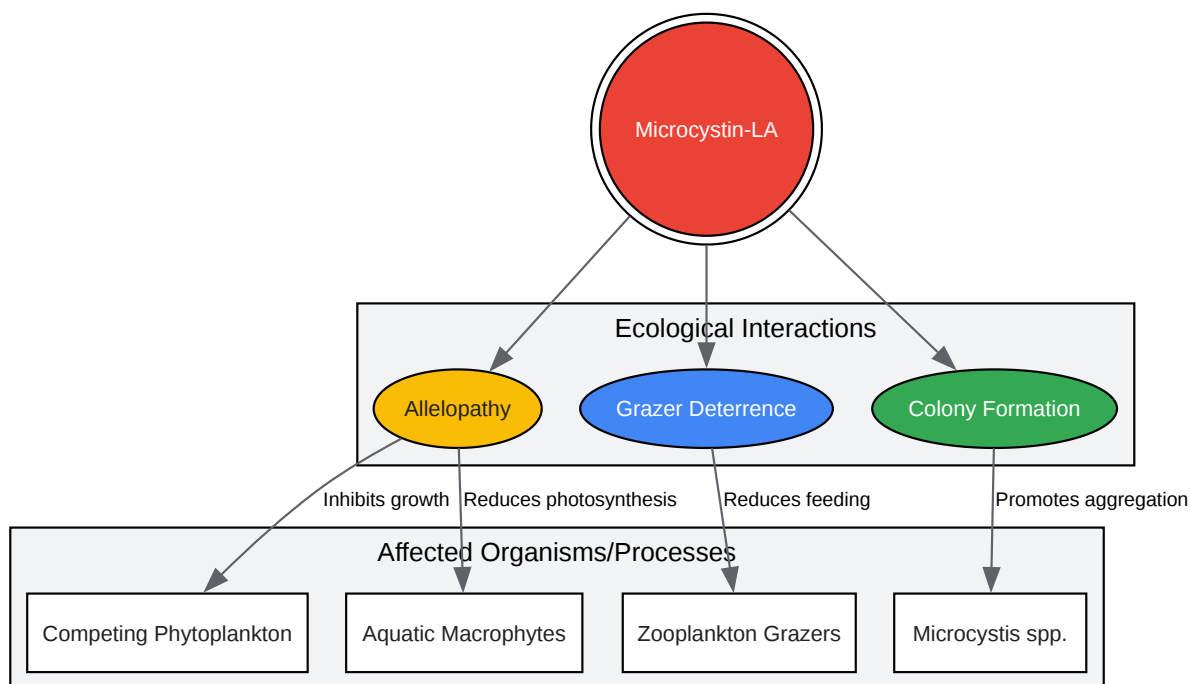 Microcystin-LA
Ecological Interactions
Allelopathy
Grazer Deterrence
Colony Formation
Inhibits growth
Reduces photosynthesis
Reduces feeding
Promotes aggregation
Affected Organisms/Processes
Competing Phytoplankton
Aquatic Macrophytes
Zooplankton Grazers
Microcystis spp.